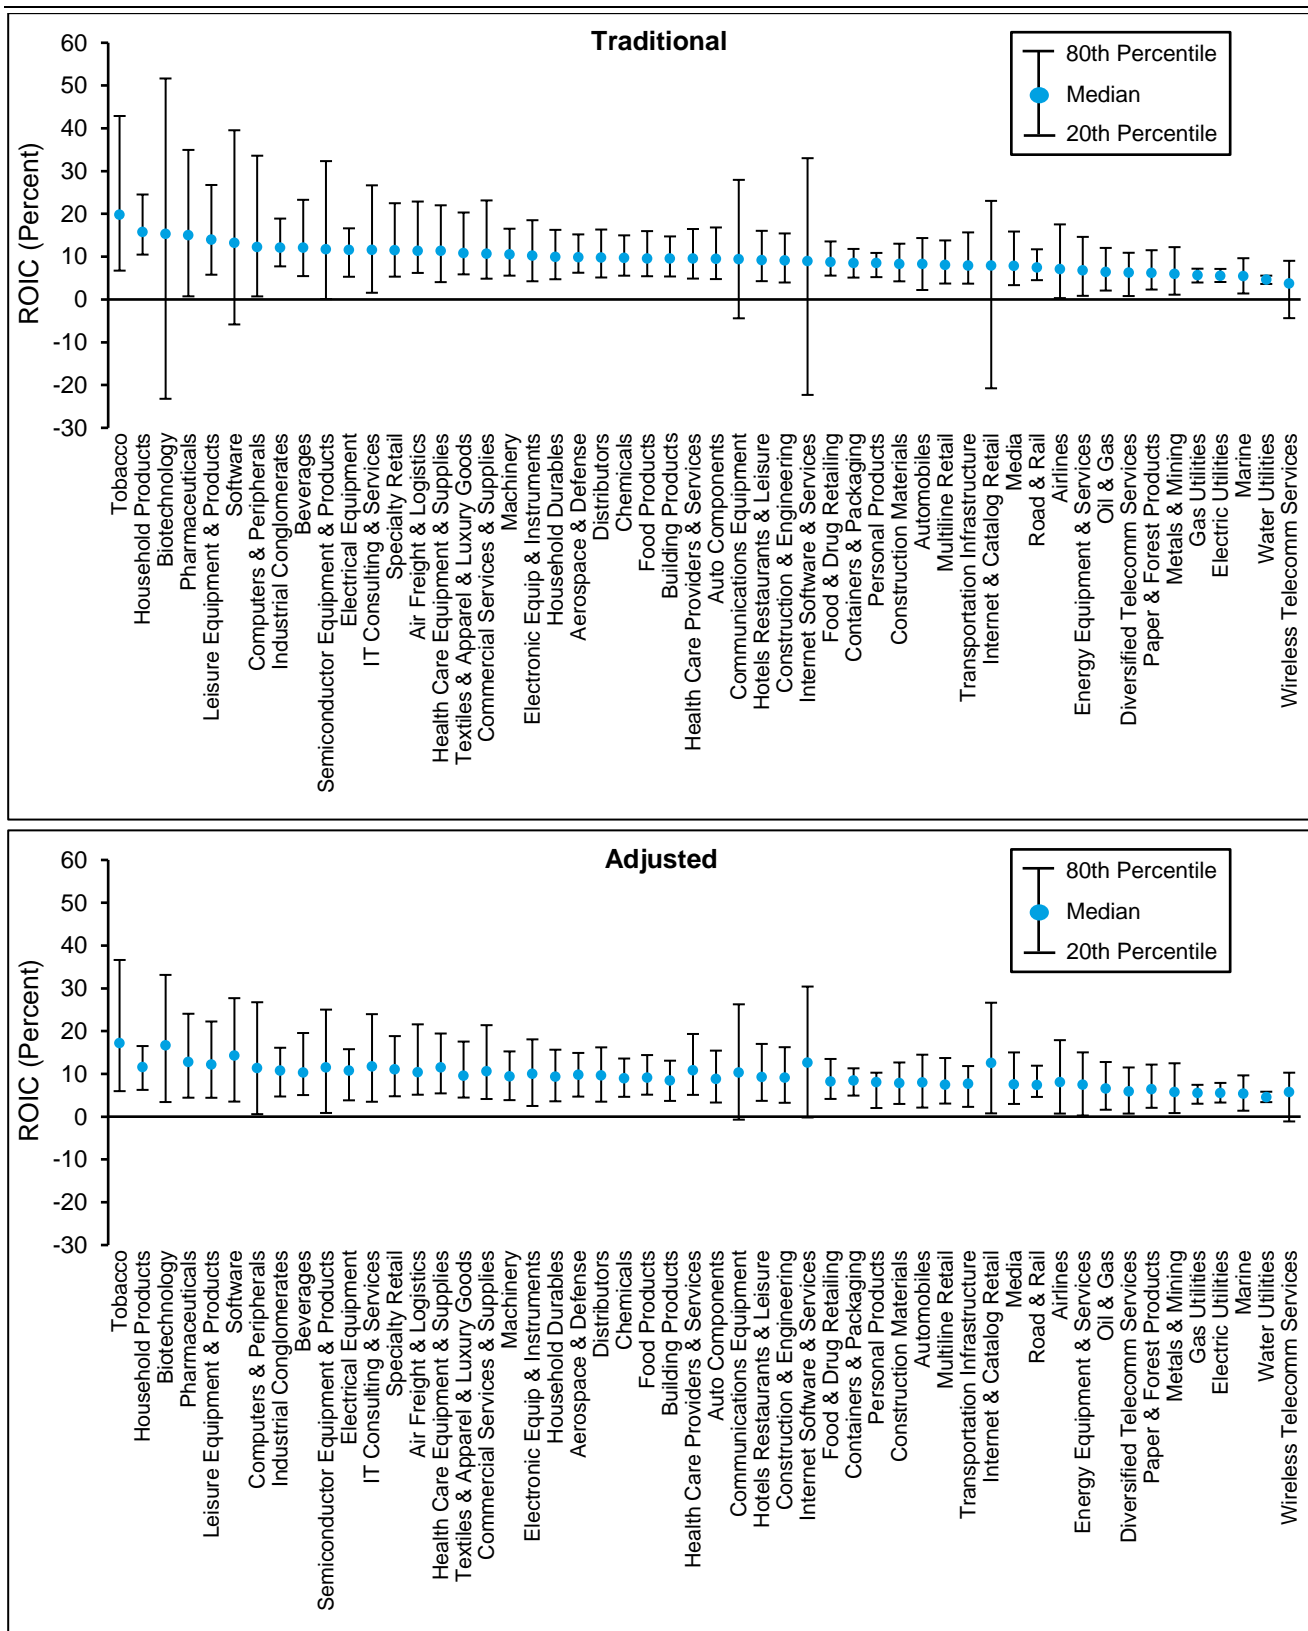 Traditional
80th Percentile
Median
20th Percentile
ROIC (Percent)
60
50
40
30
20
10
0
-10
-20
-30
Tobacco
Household Products
Biotechnology
Pharmaceuticals
Leisure Equipment & Products
Software
Computers & Peripherals
Industrial Conglomerates
Beverages
Semiconductor Equipment & Products
Electrical Equipment
IT Consulting & Services
Specialty Retail
Air Freight & Logistics
Health Care Equipment & Supplies
Textiles & Apparel & Luxury Goods
Commercial Services & Supplies
Machinery
Electronic Equip & Instruments
Household Durables
Aerospace & Defense
Distributors
Chemicals
Food Products
Building Products
Health Care Providers & Services
Auto Components
Communications Equipment
Hotels Restaurants & Leisure
Construction & Engineering
Internet Software & Services
Food & Drug Retailing
Containers & Packaging
Personal Products
Construction Materials
Automobiles
Multiline Retail
Transportation Infrastructure
Internet & Catalog Retail
Media
Road & Rail
Airlines
Energy Equipment & Services
Oil & Gas
Diversified Telecomm Services
Paper & Forest Products
Metals & Mining
Gas Utilities
Electric Utilities
Marine
Water Utilities
Wireless Telecomm Services
Adjusted
80th Percentile
Median
20th Percentile
ROIC (Percent)
60
50
40
30
20
10
0
-10
-20
-30
Tobacco
Household Products
Biotechnology
Pharmaceuticals
Leisure Equipment & Products
Software
Computers & Peripherals
Industrial Conglomerates
Beverages
Semiconductor Equipment & Products
Electrical Equipment
IT Consulting & Services
Specialty Retail
Air Freight & Logistics
Health Care Equipment & Supplies
Textiles & Apparel & Luxury Goods
Commercial Services & Supplies
Machinery
Electronic Equip & Instruments
Household Durables
Aerospace & Defense
Distributors
Chemicals
Food Products
Building Products
Health Care Providers & Services
Auto Components
Communications Equipment
Hotels Restaurants & Leisure
Construction & Engineering
Internet Software & Services
Food & Drug Retailing
Containers & Packaging
Personal Products
Construction Materials
Automobiles
Multiline Retail
Transportation Infrastructure
Internet & Catalog Retail
Media
Road & Rail
Airlines
Energy Equipment & Services
Oil & Gas
Diversified Telecomm Services
Paper & Forest Products
Metals & Mining
Gas Utilities
Electric Utilities
Marine
Water Utilities
Wireless Telecomm Services